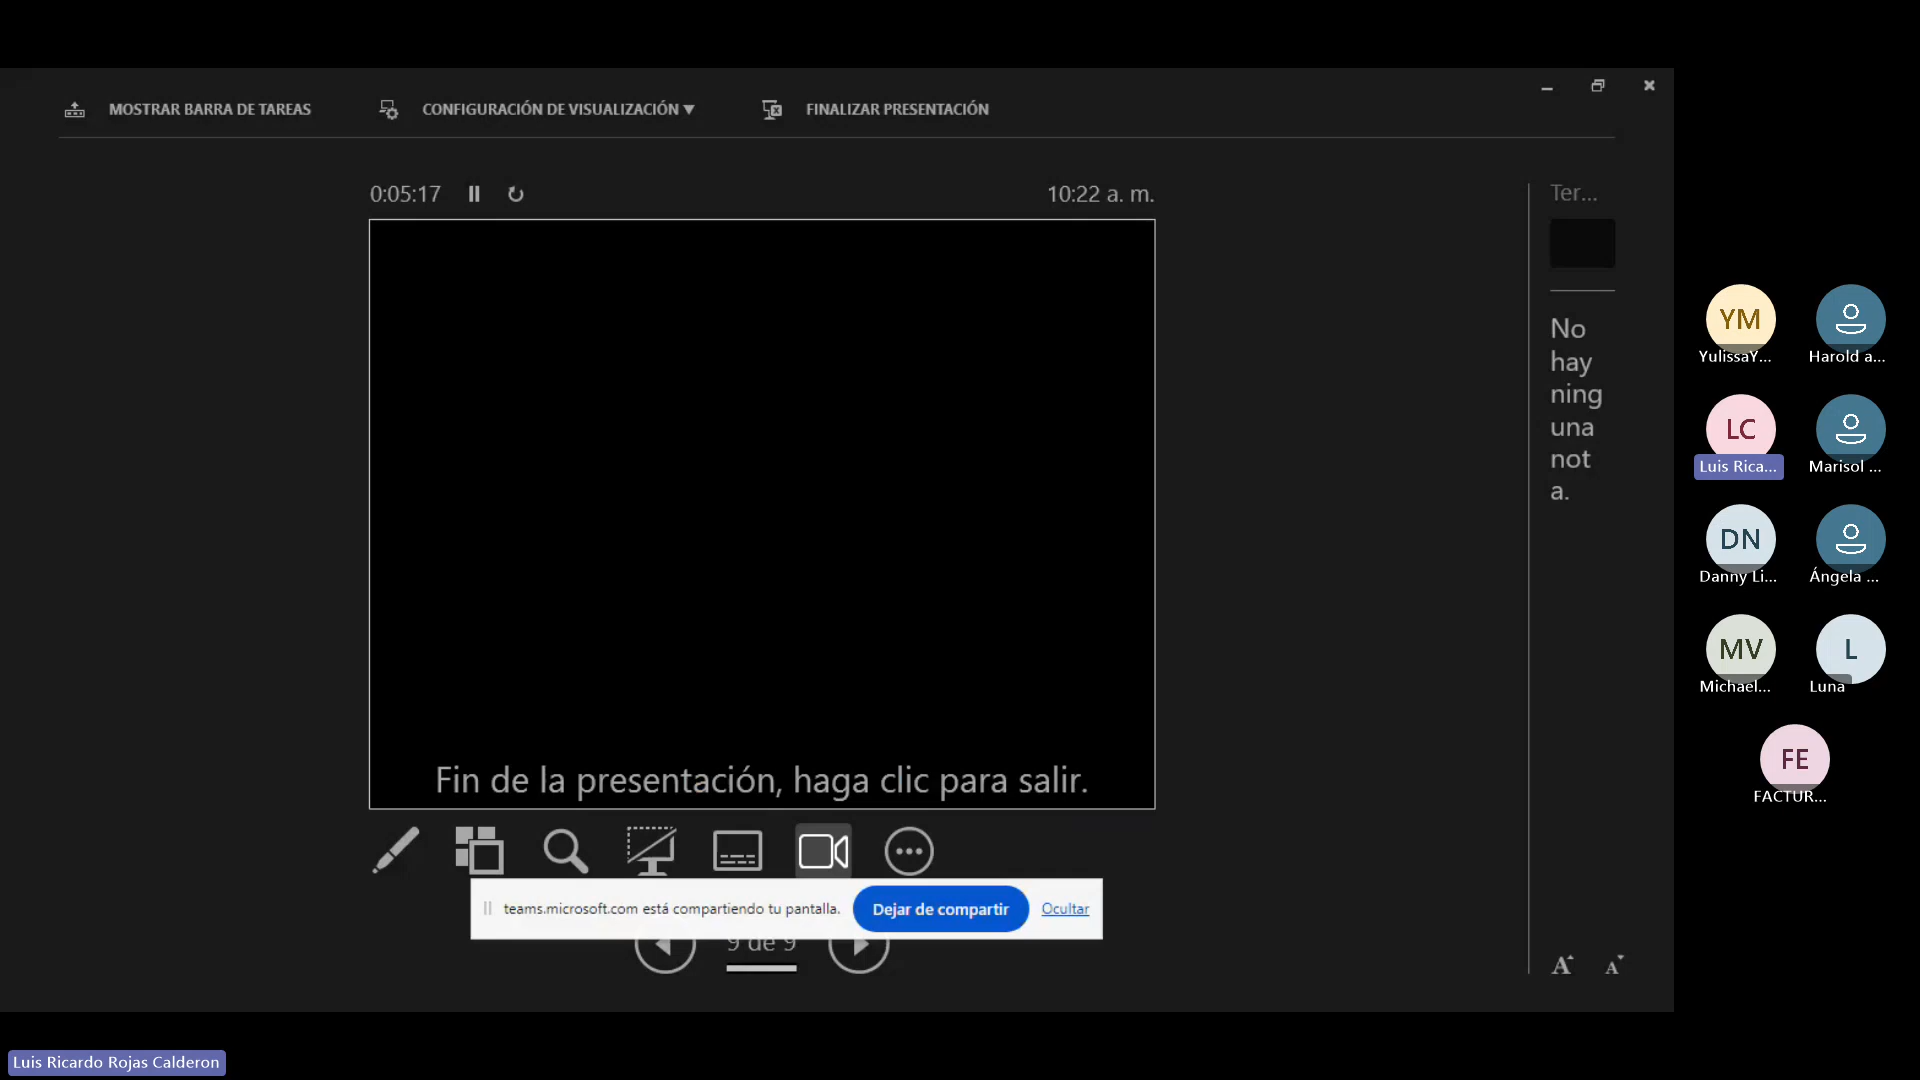 MOSTRAR BARRA DE TAREAS
CONFIGURACIÓN DE VISUALIZACIÓN ▼
FINALIZAR PRESENTACIÓN
0:05:17
10:22 a. m.
Ter...
No
hay
ning
una
not
a.
Fin de la presentación, haga clic para salir.
teams.microsoft.com está compartiendo tu pantalla.
Dejar de compartir
Ocultar
9 de 9
A A
YM
YulissaY...
Harold a...
LC
Luis Rica...
Marisol ...
DN
Danny Li...
Ángela ...
MV
Michael...
L
Luna
FE
FACTUR...
Luis Ricardo Rojas Calderon